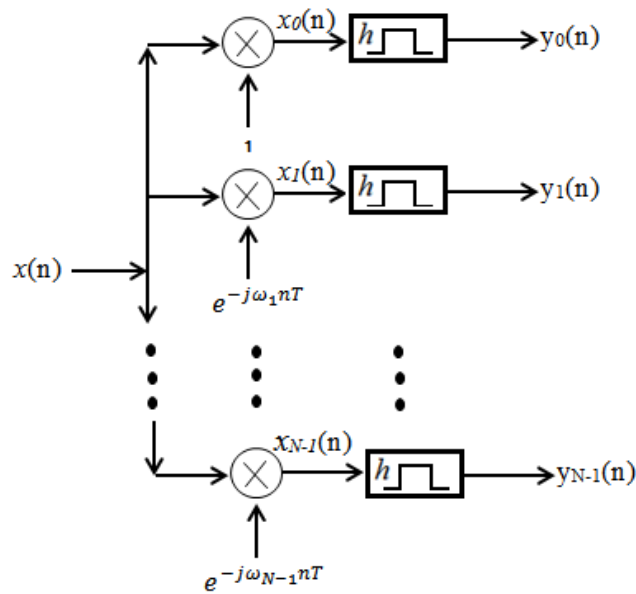 x₀(n) h y₀(n)
1
x₁(n) h y₁(n)
x(n)
e^{-jω₁nT}
x_{N-1}(n) h y_{N-1}(n)
e^{-jω_{N-1}nT}